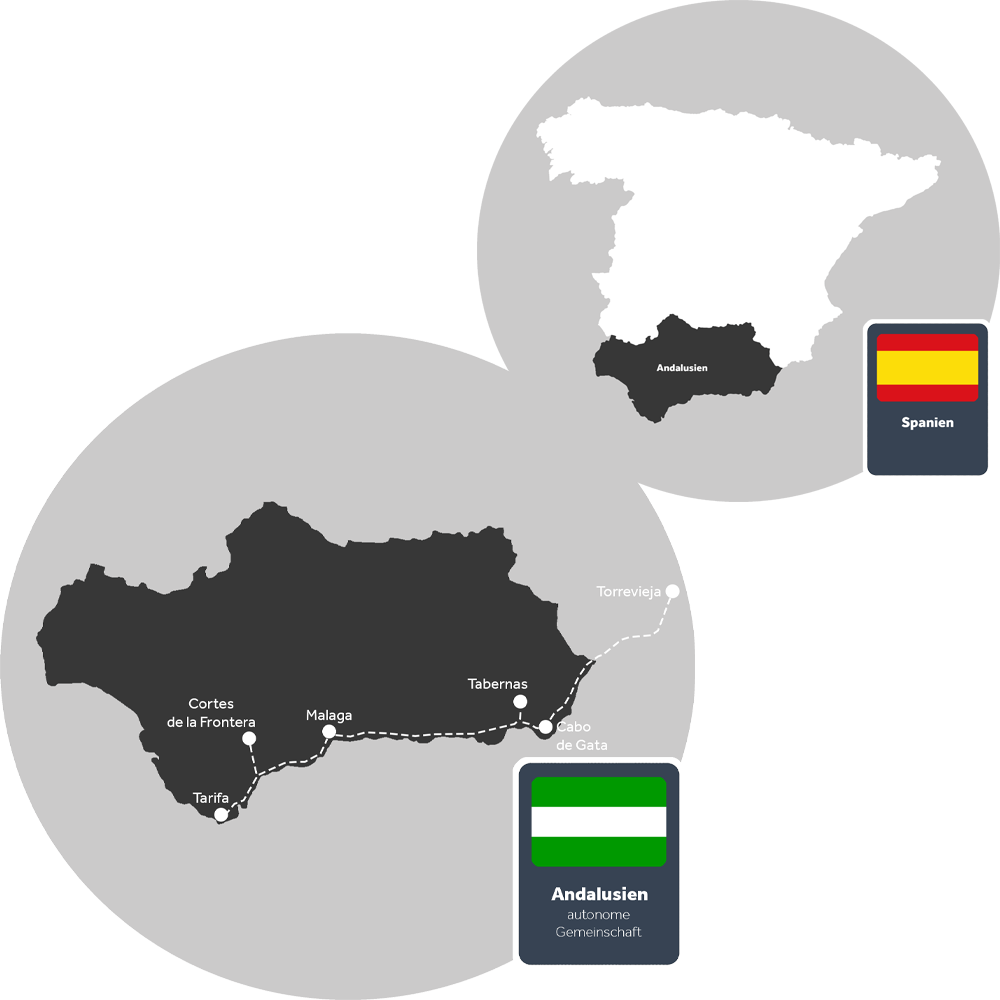 Andalusien
Spanien
Torrevieja
Tabernas
Cortes
de la Frontera
Malaga
Cabo
de Gata
Tarifa
Andalusien
autonome
Gemeinschaft